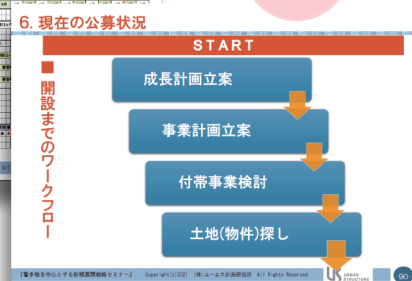 6. 現在の公募状況
START
■ 開設までのワークフロー
成長計画立案
事業計画立案
付帯事業検討
土地(物件)探し
Copyright(c)2021 (株)ユーエヌ計画研究所 All Rights Reserved
URBAN
STRUCTURE
90